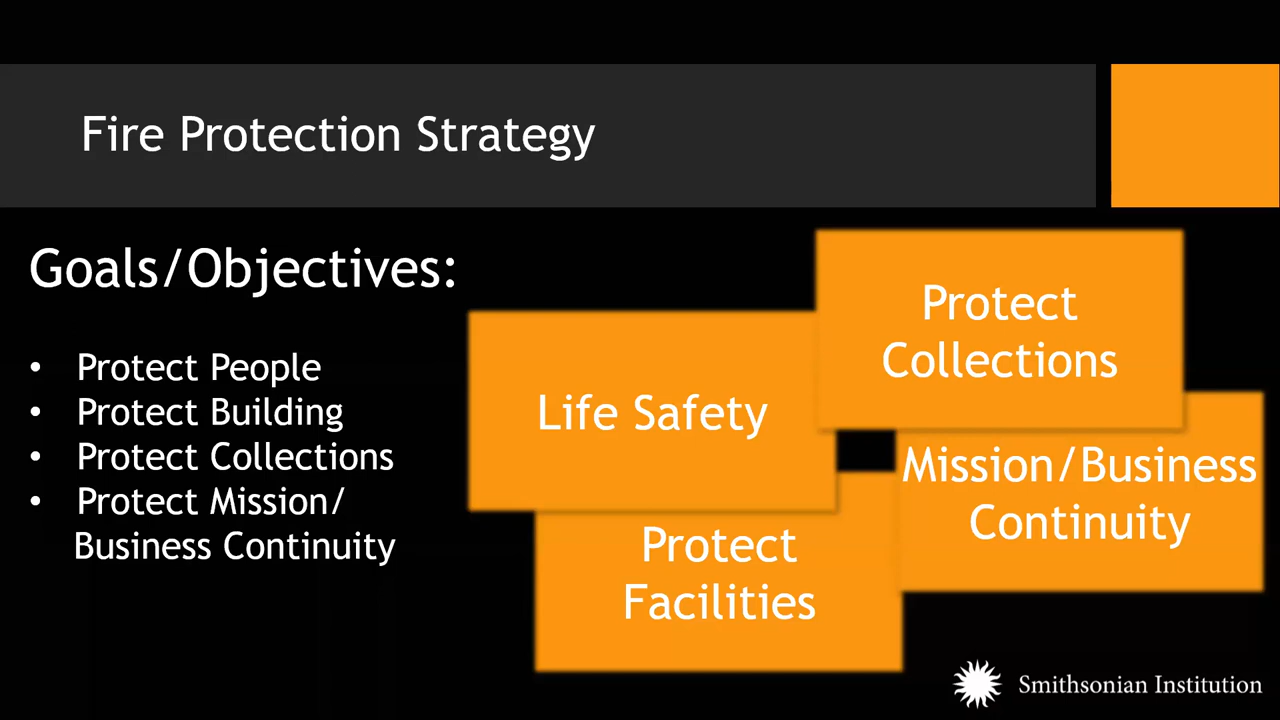 Fire Protection Strategy
Goals/Objectives:
• Protect People
• Protect Building
• Protect Collections
• Protect Mission/
Business Continuity
Life Safety
Protect
Collections
Mission/Business
Continuity
Protect
Facilities
Smithsonian Institution